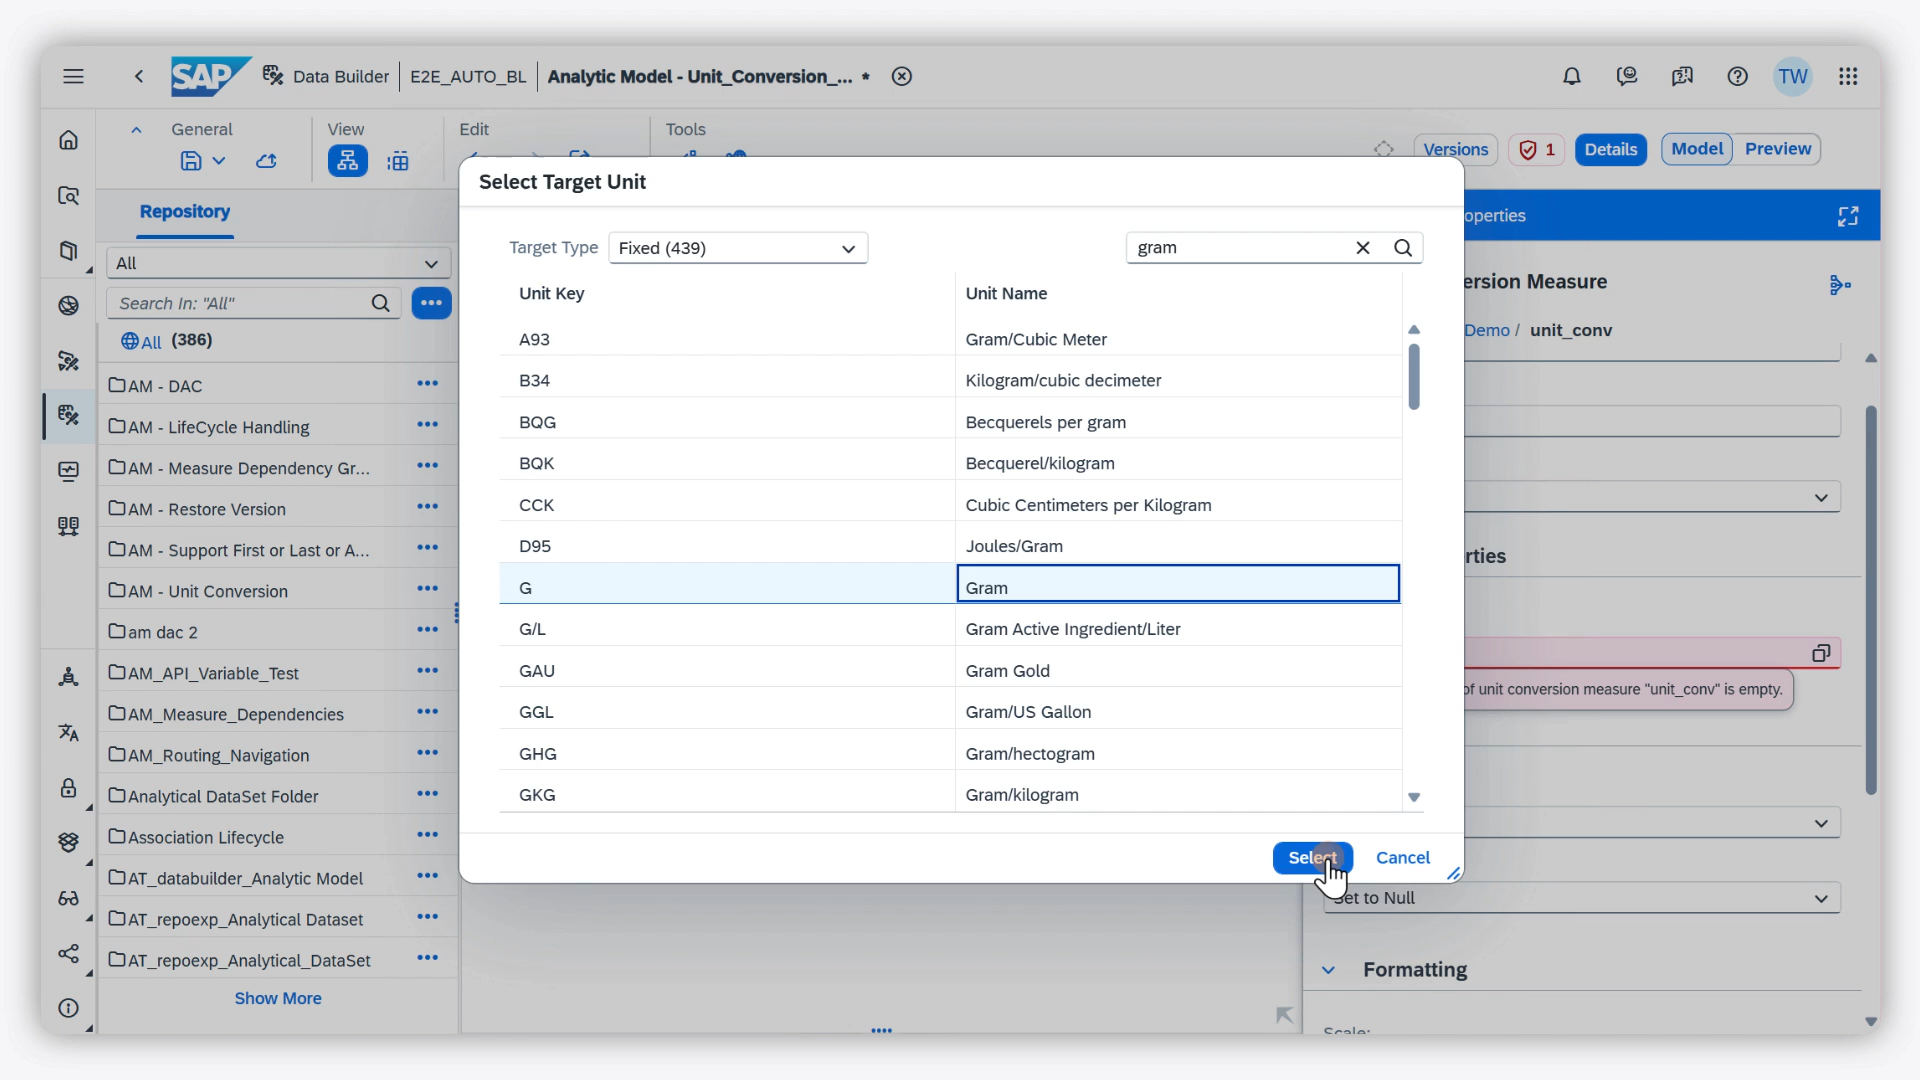 SAP Data Builder E2E_AUTO_BL Analytic Model - Unit_Conversion_... *
TW
General
View
Edit
Tools
Versions
1
Details
Model
Preview
Repository
All
Search In: "All"
All (386)
AM - DAC
AM - LifeCycle Handling
AM - Measure Dependency Gr...
AM - Restore Version
AM - Support First or Last or A...
AM - Unit Conversion
am dac 2
AM_API_Variable_Test
AM_Measure_Dependencies
AM_Routing_Navigation
Analytical DataSet Folder
Association Lifecycle
AT_databuilder_Analytic Model
AT_repoexp_Analytical Dataset
AT_repoexp_Analytical_DataSet
Show More
Select Target Unit
Target Type Fixed (439)
gram
Unit Key Unit Name
A93 Gram/Cubic Meter
B34 Kilogram/cubic decimeter
BQG Becquerels per gram
BQK Becquerel/kilogram
CCK Cubic Centimeters per Kilogram
D95 Joules/Gram
G Gram
G/L Gram Active Ingredient/Liter
GAU Gram Gold
GGL Gram/US Gallon
GHG Gram/hectogram
GKG Gram/kilogram
Select Cancel
operties
ersion Measure
Demo / unit_conv
rties
of unit conversion measure "unit_conv" is empty.
Set to Null
Formatting
Scale: